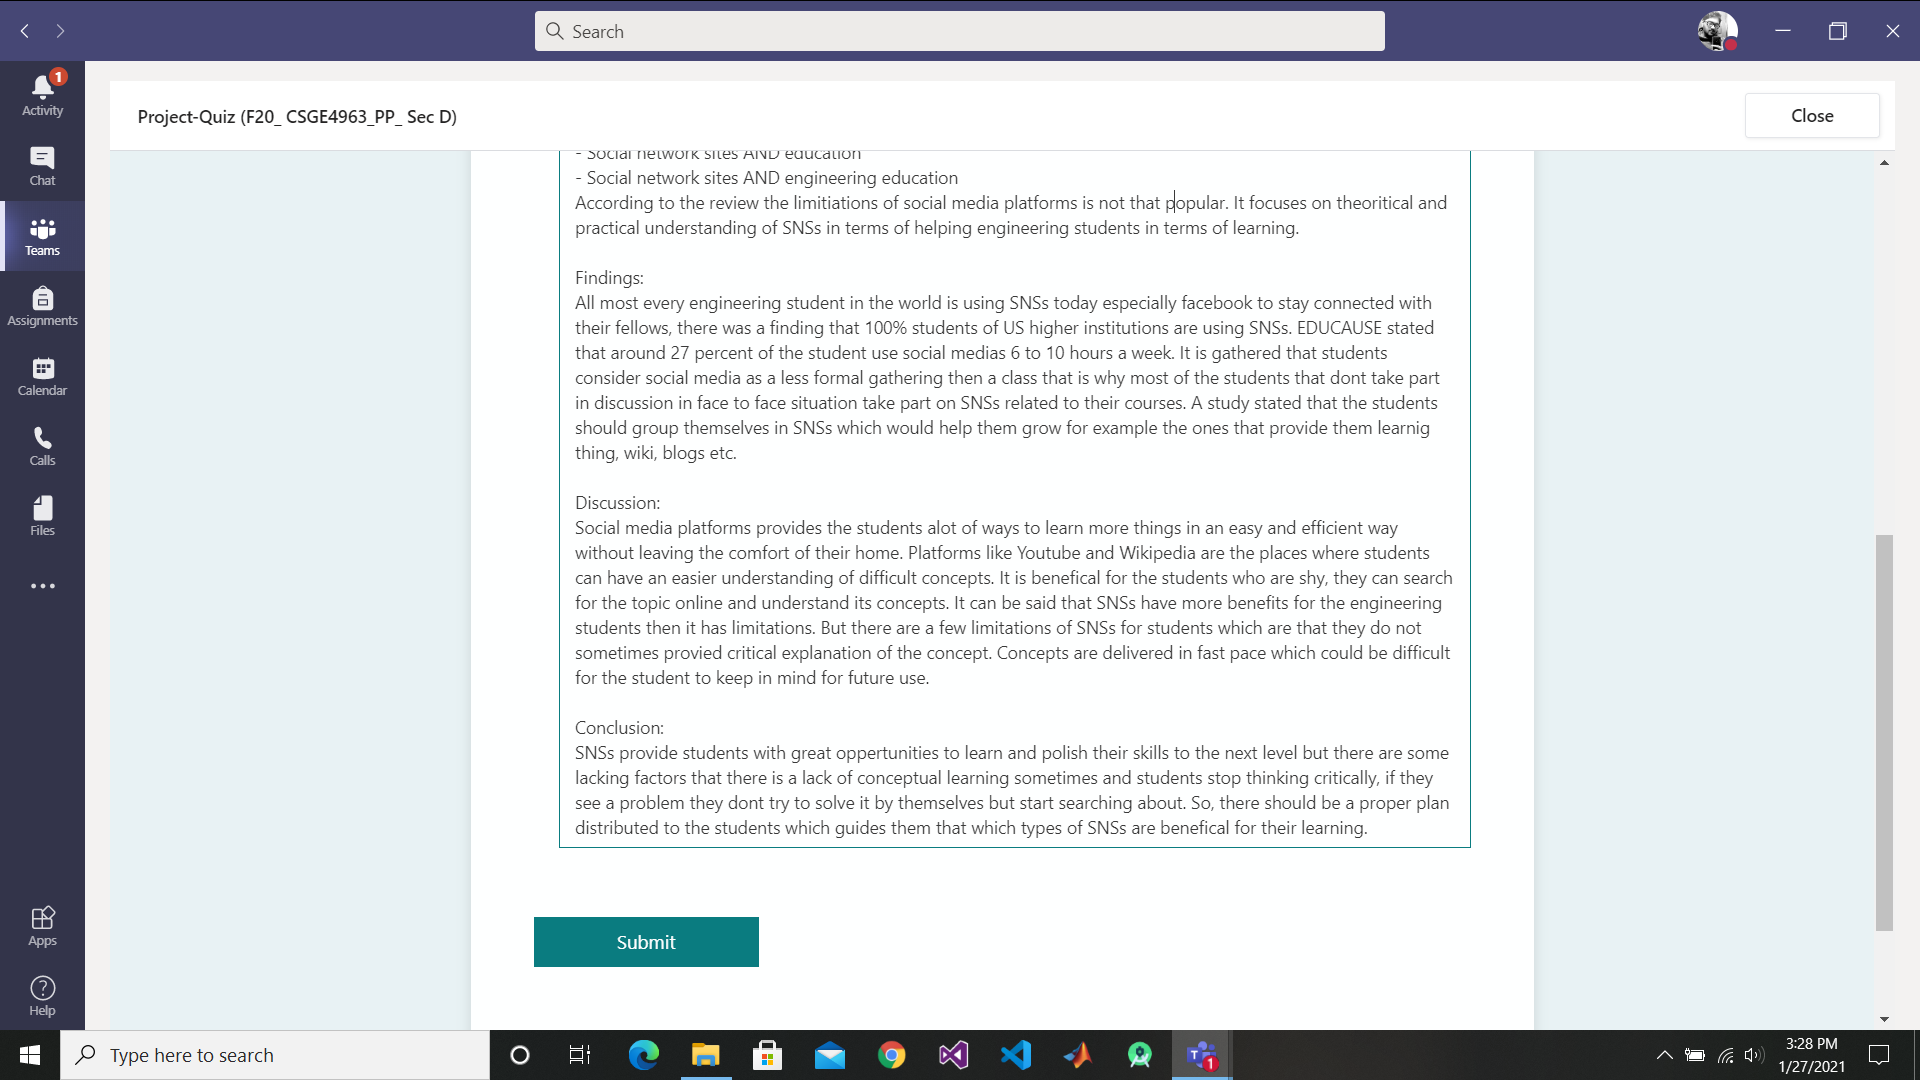 Search
Activity
1
Chat
Teams
Assignments
Calendar
Calls
Files
Apps
Help
Project-Quiz (F20_ CSGE4963_PP_ Sec D)
Close
- Social network sites AND education
- Social network sites AND engineering education
According to the review the limitiations of social media platforms is not that popular. It focuses on theoritical and
practical understanding of SNSs in terms of helping engineering students in terms of learning.
Findings:
All most every engineering student in the world is using SNSs today especially facebook to stay connected with
their fellows, there was a finding that 100% students of US higher institutions are using SNSs. EDUCAUSE stated
that around 27 percent of the student use social medias 6 to 10 hours a week. It is gathered that students
consider social media as a less formal gathering then a class that is why most of the students that dont take part
in discussion in face to face situation take part on SNSs related to their courses. A study stated that the students
should group themselves in SNSs which would help them grow for example the ones that provide them learnig
thing, wiki, blogs etc.
Discussion:
Social media platforms provides the students alot of ways to learn more things in an easy and efficient way
without leaving the comfort of their home. Platforms like Youtube and Wikipedia are the places where students
can have an easier understanding of difficult concepts. It is benefical for the students who are shy, they can search
for the topic online and understand its concepts. It can be said that SNSs have more benefits for the engineering
students then it has limitations. But there are a few limitations of SNSs for students which are that they do not
sometimes provied critical explanation of the concept. Concepts are delivered in fast pace which could be difficult
for the student to keep in mind for future use.
Conclusion:
SNSs provide students with great oppertunities to learn and polish their skills to the next level but there are some
lacking factors that there is a lack of conceptual learning sometimes and students stop thinking critically, if they
see a problem they dont try to solve it by themselves but start searching about. So, there should be a proper plan
distributed to the students which guides them that which types of SNSs are benefical for their learning.
Submit
Type here to search
1
3:28 PM
1/27/2021